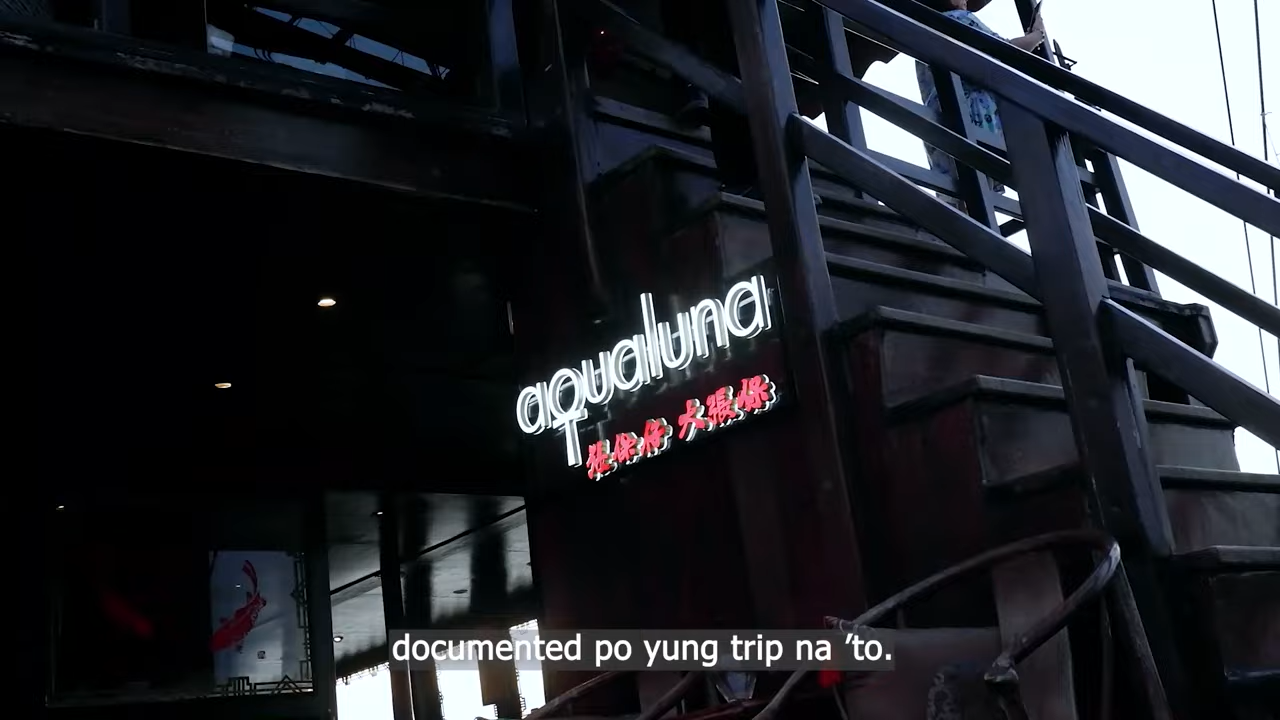 aqualuna
張保仔 大張保
documented po yung trip na ’to.